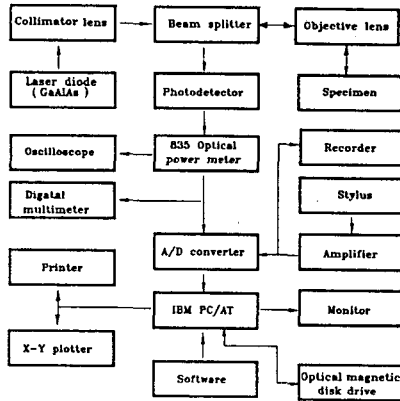 Collimator lens
Beam splitter
Objective lens
Laser diode
(GaAlAs)
Photodetector
Specimen
Oscilloscope
835 Optical
power meter
Recorder
Digatal
multimeter
Stylus
Printer
A/D converter
Amplifier
IBM PC/AT
Monitor
X-Y plotter
Software
Optical magnetic
disk drive